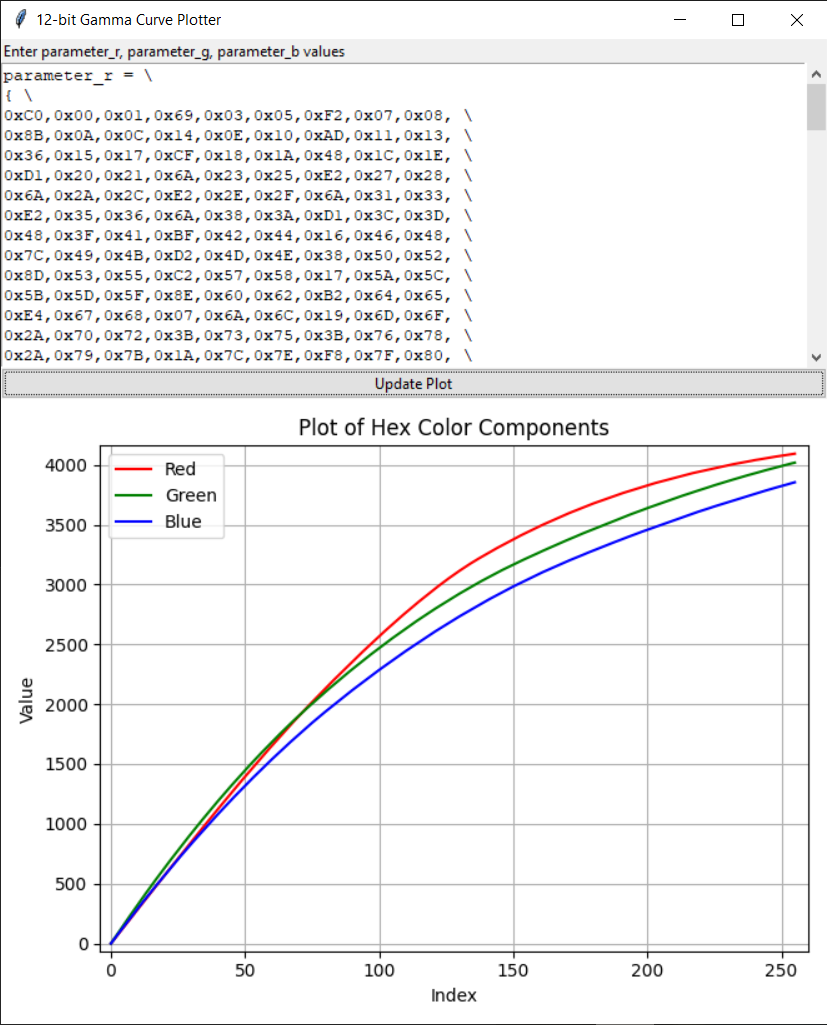 12-bit Gamma Curve Plotter
Enter parameter_r, parameter_g, parameter_b values
parameter_r = \
{ \
0xC0,0x00,0x01,0x69,0x03,0x05,0xF2,0x07,0x08, \
0x8B,0x0A,0x0C,0x14,0x0E,0x10,0xAD,0x11,0x13, \
0x36,0x15,0x17,0xCF,0x18,0x1A,0x48,0x1C,0x1E, \
0xD1,0x20,0x21,0x6A,0x23,0x25,0xE2,0x27,0x28, \
0x6A,0x2A,0x2C,0xE2,0x2E,0x2F,0x6A,0x31,0x33, \
0xE2,0x35,0x36,0x6A,0x38,0x3A,0xD1,0x3C,0x3D, \
0x48,0x3F,0x41,0xBF,0x42,0x44,0x16,0x46,0x48, \
0x7C,0x49,0x4B,0xD2,0x4D,0x4E,0x38,0x50,0x52, \
0x8D,0x53,0x55,0xC2,0x57,0x58,0x17,0x5A,0x5C, \
0x5B,0x5D,0x5F,0x8E,0x60,0x62,0xB2,0x64,0x65, \
0xE4,0x67,0x68,0x07,0x6A,0x6C,0x19,0x6D,0x6F, \
0x2A,0x70,0x72,0x3B,0x73,0x75,0x3B,0x76,0x78, \
0x2A,0x79,0x7B,0x1A,0x7C,0x7E,0xF8,0x7F,0x80, \
Update Plot
Plot of Hex Color Components
Red
Green
Blue
4000
3500
3000
2500
2000
1500
1000
500
0
Value
0 50 100 150 200 250
Index